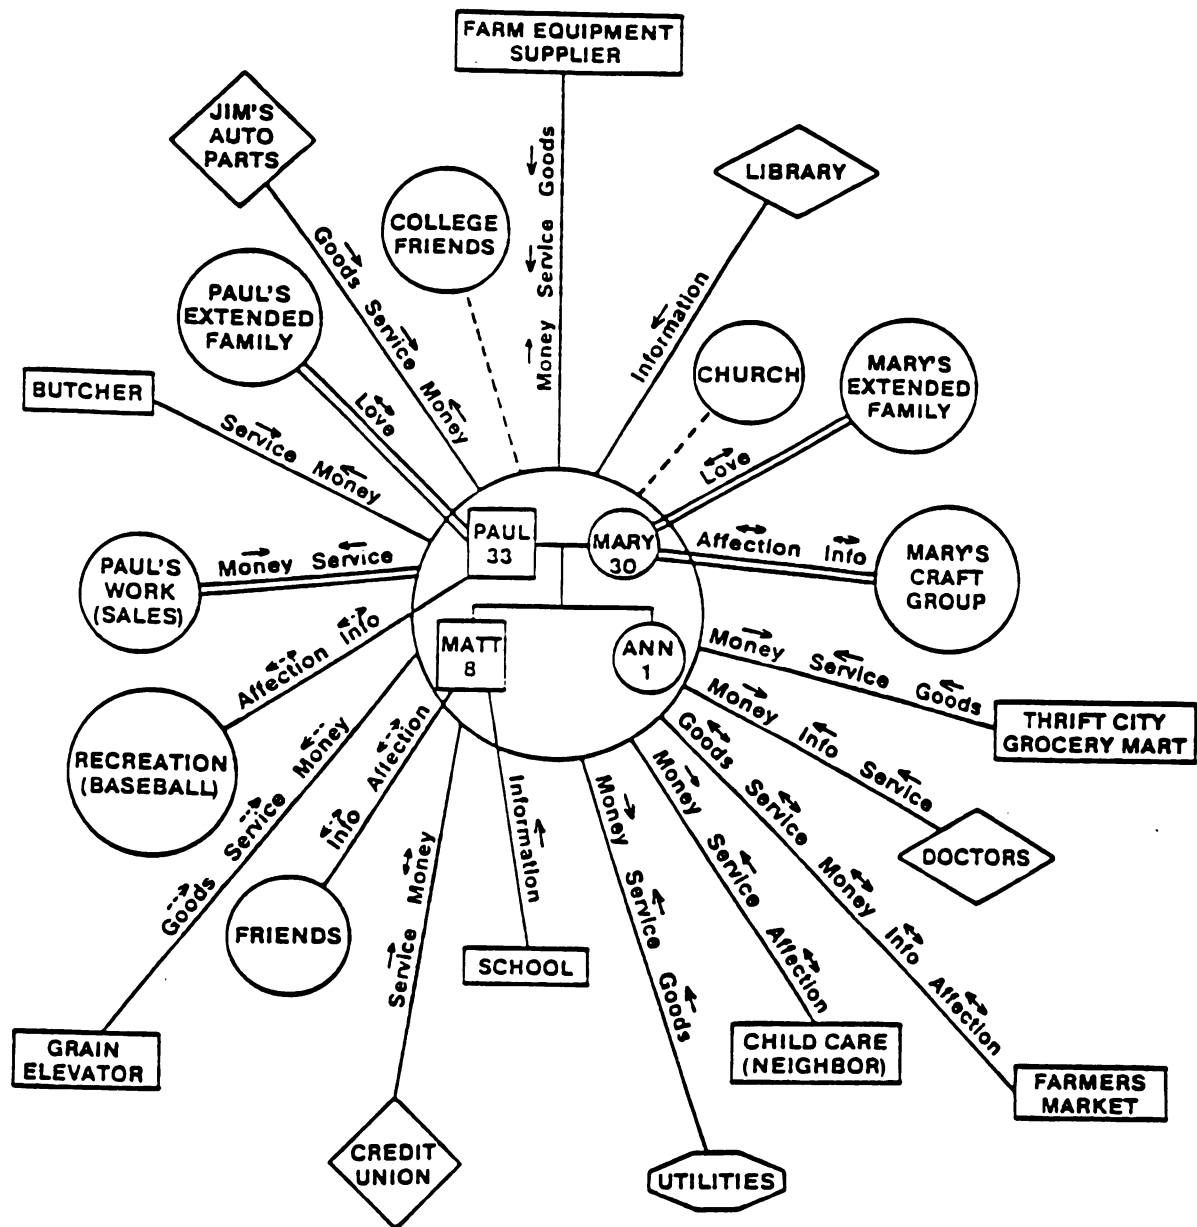 FARM EQUIPMENT
SUPPLIER
JIM'S
AUTO
PARTS
COLLEGE
FRIENDS
LIBRARY
Goods Service Money
Money Service Goods
Information
PAUL'S
EXTENDED
FAMILY
CHURCH
MARY'S
EXTENDED
FAMILY
BUTCHER
Love
Love
Service Money
PAUL
33
MARY
30
PAUL'S
WORK
(SALES)
Money Service
Affection Info
MARY'S
CRAFT
GROUP
MATT
8
ANN
1
Affection Info
Money Service Goods
THRIFT CITY
GROCERY MART
RECREATION
(BASEBALL)
Goods Service Money
Info Affection
Service Money
Information
Money Service Goods
Money Service Affection
Goods Service Money Info Affection
Money Info Service
DOCTORS
FRIENDS
SCHOOL
GRAIN
ELEVATOR
CHILD CARE
(NEIGHBOR)
FARMERS
MARKET
CREDIT
UNION
UTILITIES